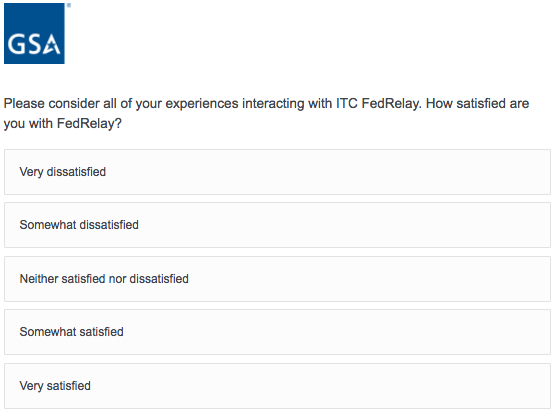 GSA
Please consider all of your experiences interacting with ITC FedRelay. How satisfied are
you with FedRelay?
Very dissatisfied
Somewhat dissatisfied
Neither satisfied nor dissatisfied
Somewhat satisfied
Very satisfied